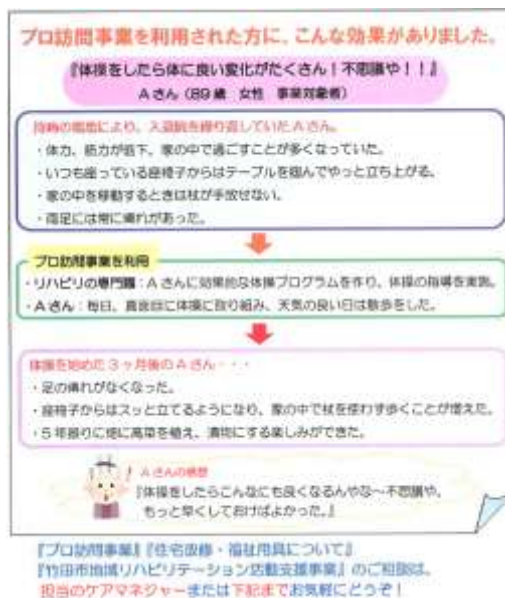 プロ訪問事業を利用された方に、こんな効果がありました。
『体操をしたら体に良い変化がたくさん!不思議や!!』
Aさん(89歳 女性 事業対象者)
持病の悪化により、入退院を繰り返していたAさん。
・体力、筋力が低下、家の中で過ごすことが多くなっていた。
・いつも座っている座椅子からはテーブルを掴んでやっと立ち上がる。
・家の中を移動するときは杖が手放せない。
・両足には常に痺れがあった。
プロ訪問事業を利用
・リハビリの専門職:Aさんに効果的な体操プログラムを作り、体操の指導を実施。
・Aさん:毎日、真面目に体操に取り組み、天気の良い日は散歩をした。
体操を始めた3ヶ月後のAさん・・・
・足の痺れがなくなった。
・座椅子からはスッと立てるようになり、家の中で杖を使わず歩くことが増えた。
・5年振りに畑に高菜を植え、漬物にする楽しみができた。
Aさんの感想
『体操をしたらこんなにも良くなるんやな~不思議や、
もっと早くしておけばよかった。』
『プロ訪問事業』『住宅改修・福祉用具について』
『竹田市地域リハビリテーション活動支援事業』のご相談は、
担当のケアマネジャーまたは下記までお気軽にどうぞ!